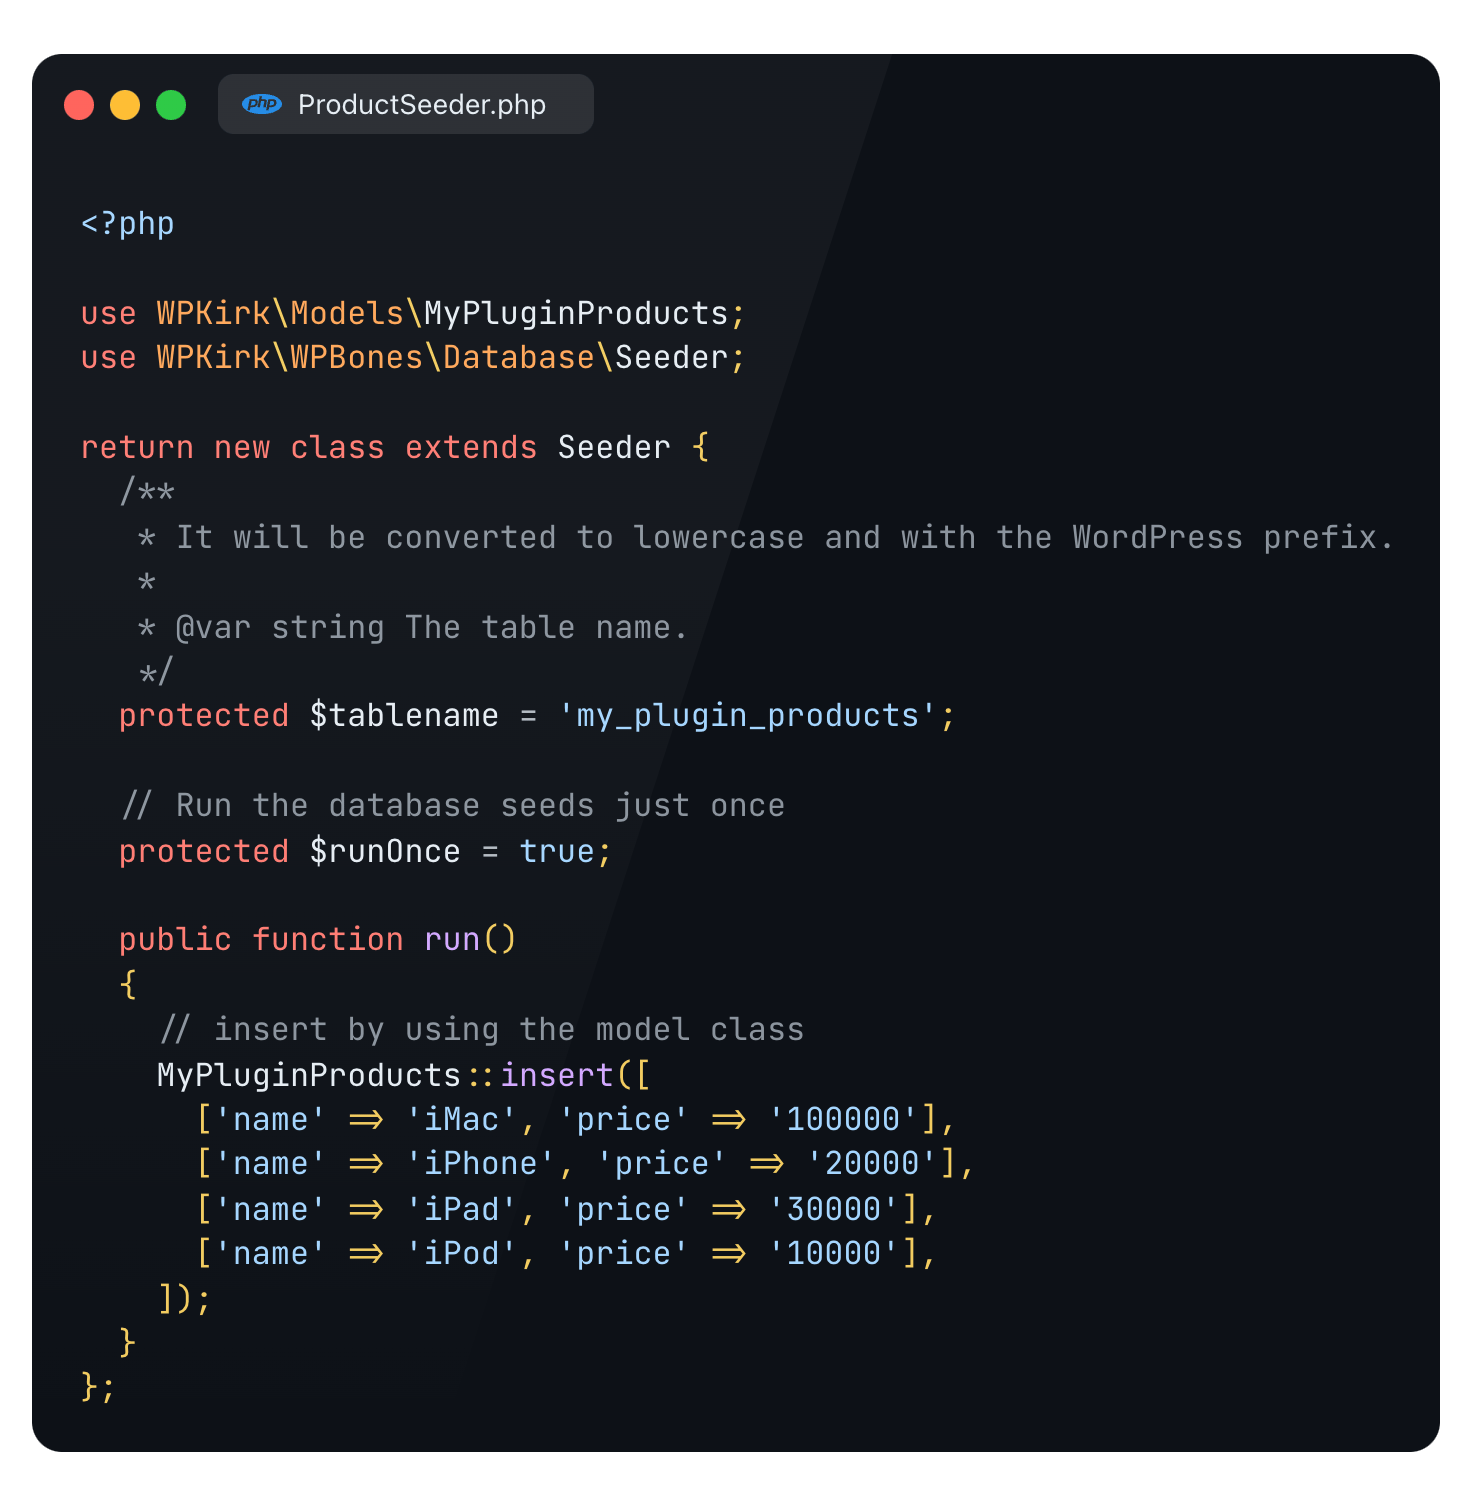 php ProductSeeder.php
<?php
use WPKirk\Models\MyPluginProducts;
use WPKirk\WPBones\Database\Seeder;
return new class extends Seeder {
/**
* It will be converted to lowercase and with the WordPress prefix.
*
* @var string The table name.
*/
protected $tablename = 'my_plugin_products';
// Run the database seeds just once
protected $runOnce = true;
public function run()
{
// insert by using the model class
MyPluginProducts::insert([
['name' => 'iMac', 'price' => '100000'],
['name' => 'iPhone', 'price' => '20000'],
['name' => 'iPad', 'price' => '30000'],
['name' => 'iPod', 'price' => '10000'],
]);
}
};